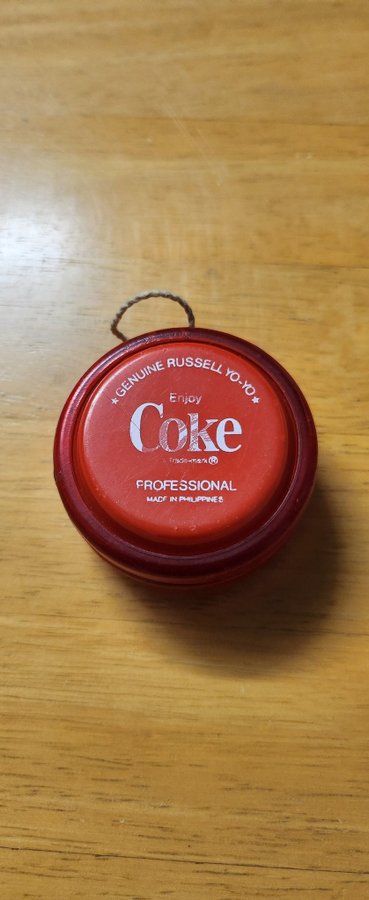 ★ GENUINE RUSSELL YO-YO ★
Enjoy
Coke
Trade-mark ®
PROFESSIONAL
MADE IN PHILIPPINES